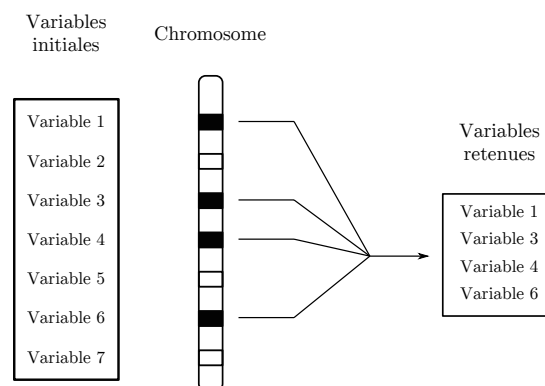 Variables
initiales
Chromosome
Variable 1
Variable 2
Variable 3
Variable 4
Variable 5
Variable 6
Variable 7
Variables
retenues
Variable 1
Variable 3
Variable 4
Variable 6